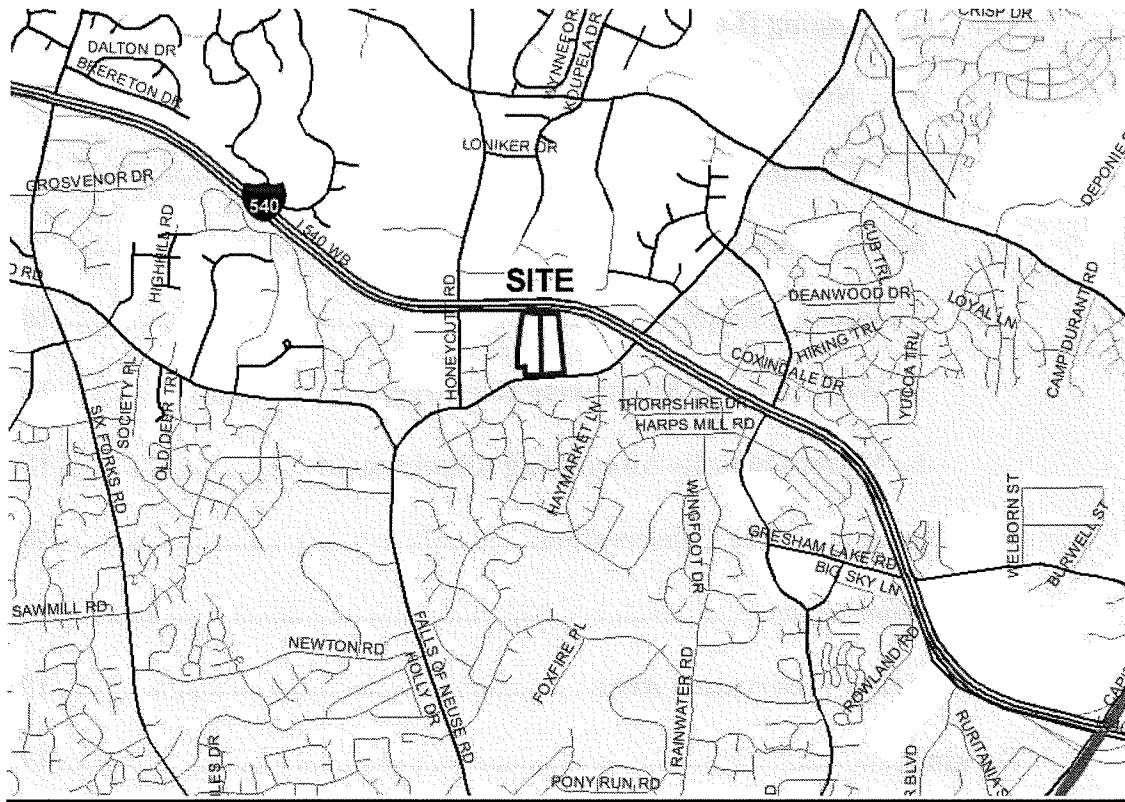 CRISP DR
DALTON DR
BRERETON DR
KOUPELA DR
LONIKER DR
GROSVENOR DR
540
I 540 WB
HIGHHILL RD
SITE
HONEYCUTT RD
CUB TRL
DEANWOOD DR
LOYAL LN
HIKING TRL
COXINDALE DR
YUCCA TRL
CAMP DURANT RD
SOCIETY PL
OLD DEER TRL
SIX FORKS RD
THORPSHIRE DR
HARPS MILL RD
HAYMARKET LN
WINGFOOT DR
GRESHAM LAKE RD
BIG SKY LN
WELBORN ST
BURWELL ST
SAWMILL RD
NEWTON RD
FALLS OF NEUSE RD
HOLLY DR
FOXFIRE PL
RAINWATER RD
ROWLAND RD
PONY RUN RD